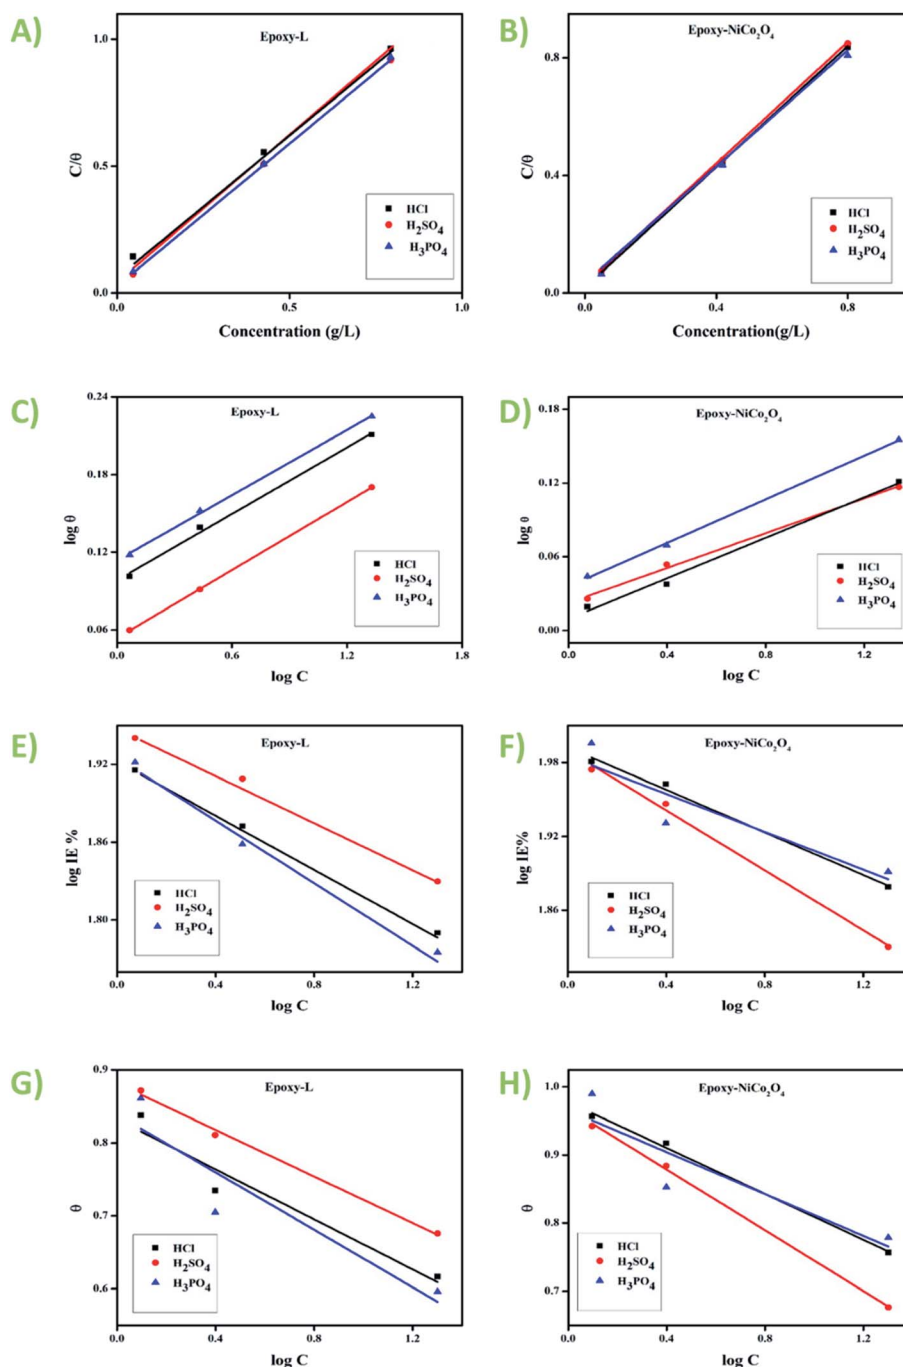 A)
Epoxy-L
1.0
0.5
0.0
C/θ
HCl
H₂SO₄
H₃PO₄
0.0 0.5 1.0
Concentration (g/L)
B)
Epoxy-NiCo₂O₄
0.8
0.4
0.0
C/θ
HCl
H₂SO₄
H₃PO₄
0.0 0.4 0.8
Concentration(g/L)
C)
Epoxy-L
0.24
0.18
0.12
0.06
log θ
HCl
H₂SO₄
H₃PO₄
0.0 0.6 1.2 1.8
log C
D)
Epoxy-NiCo₂O₄
0.18
0.12
0.06
0.00
log θ
HCl
H₂SO₄
H₃PO₄
0.0 0.4 0.8 1.2
log C
E)
Epoxy-L
1.92
1.86
1.80
log IE %
HCl
H₂SO₄
H₃PO₄
0.0 0.4 0.8 1.2
log C
F)
Epoxy-NiCo₂O₄
1.98
1.92
1.86
log IE%
HCl
H₂SO₄
H₃PO₄
0.0 0.4 0.8 1.2
log C
G)
Epoxy-L
0.9
0.8
0.7
0.6
θ
HCl
H₂SO₄
H₃PO₄
0.0 0.4 0.8 1.2
log C
H)
Epoxy-NiCo₂O₄
1.0
0.9
0.8
0.7
θ
HCl
H₂SO₄
H₃PO₄
0.0 0.4 0.8 1.2
log C